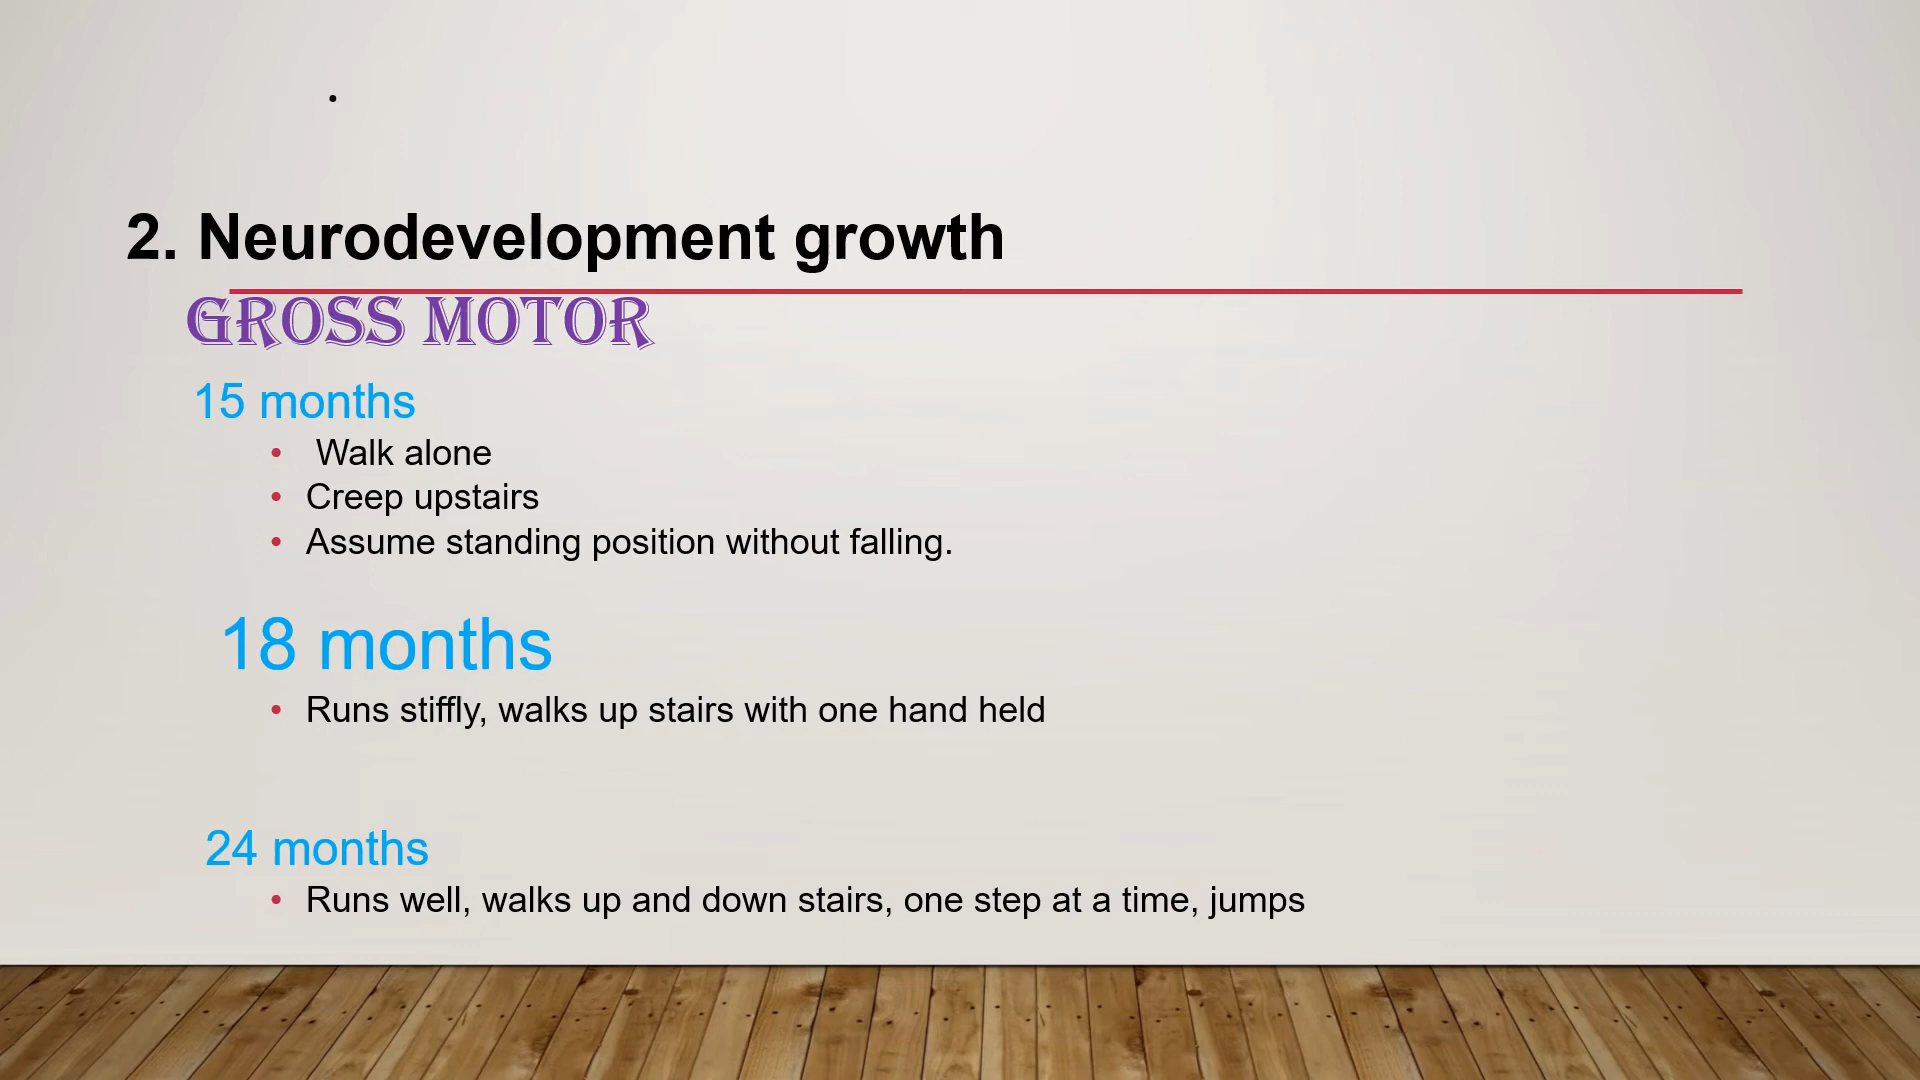 •
2. Neurodevelopment growth
GROSS MOTOR
15 months
• Walk alone
• Creep upstairs
• Assume standing position without falling.
18 months
• Runs stiffly, walks up stairs with one hand held
24 months
• Runs well, walks up and down stairs, one step at a time, jumps